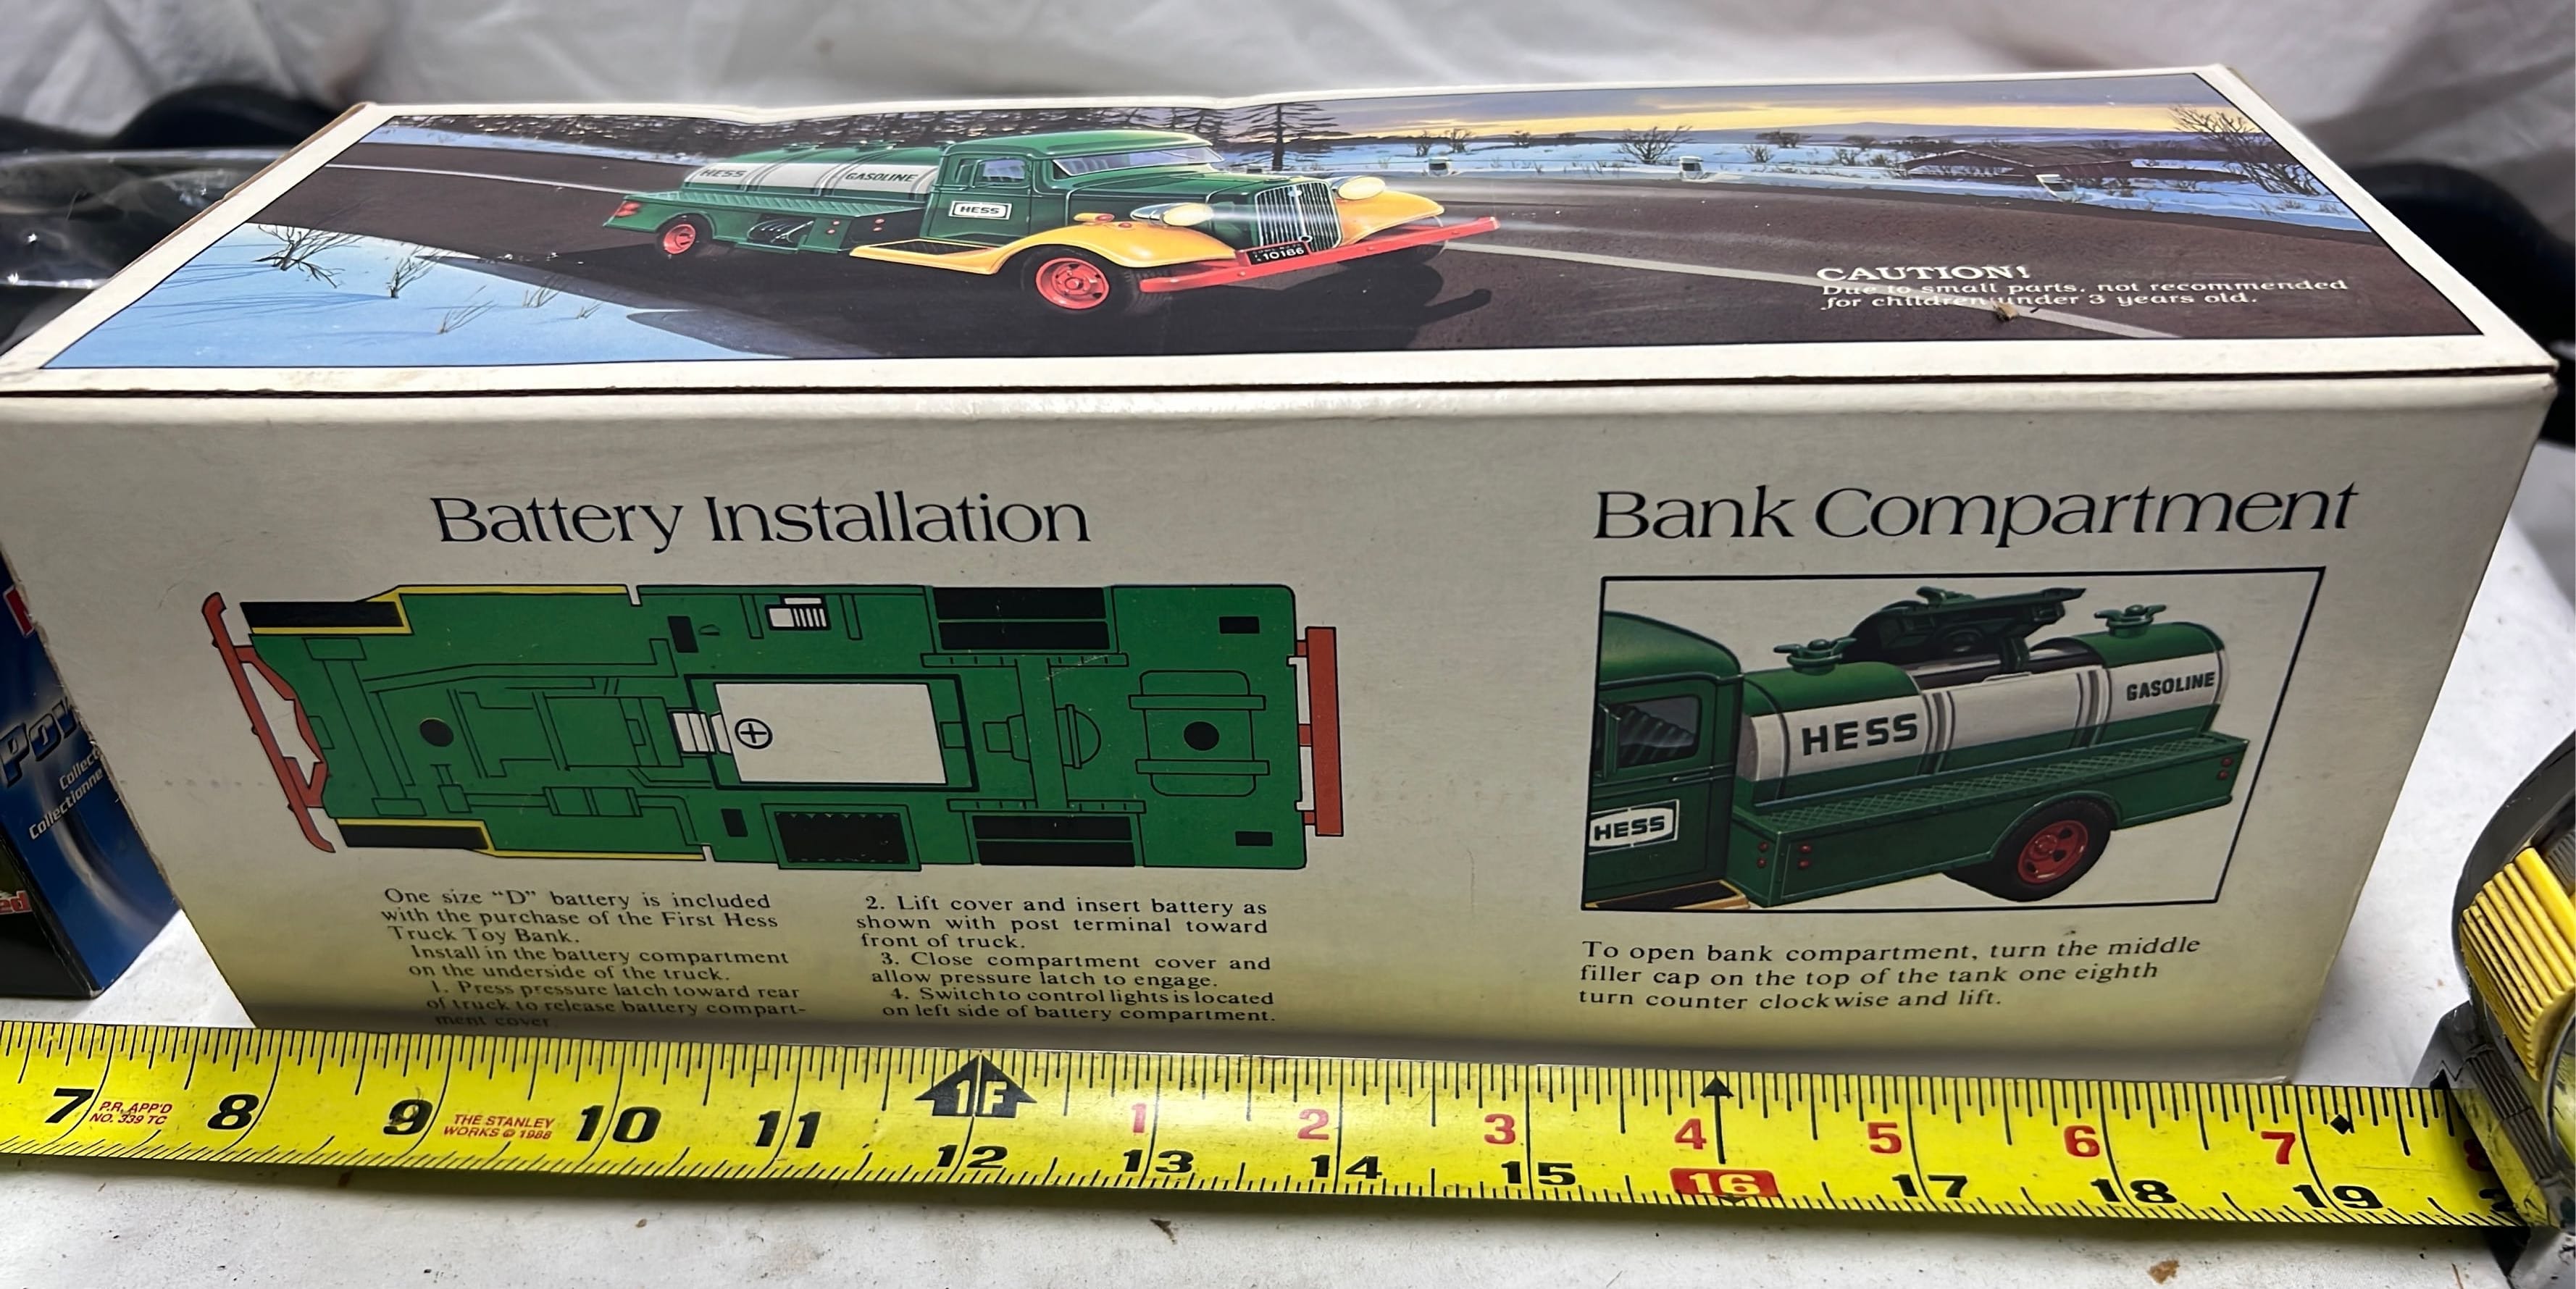 HESS
GASOLINE
HESS
10186
CAUTION!
Due to small parts, not recommended
for children under 3 years old.
Battery Installation
Bank Compartment
HESS
GASOLINE
HESS
One size “D” battery is included
with the purchase of the First Hess
Truck Toy Bank.
Install in the battery compartment
on the underside of the truck.
1. Press pressure latch toward rear
of truck to release battery compart-
ment cover
2. Lift cover and insert battery as
shown with post terminal toward
front of truck.
3. Close compartment cover and
allow pressure latch to engage.
4. Switch to control lights is located
on left side of battery compartment.
To open bank compartment, turn the middle
filler cap on the top of the tank one eighth
turn counter clockwise and lift.
1F
7 8 9 10 11 1 2 3 4 5 6 7
P.R. APP'D
NO. 339 TC
THE STANLEY
WORKS © 1988
12 13 14 15 16 17 18 19